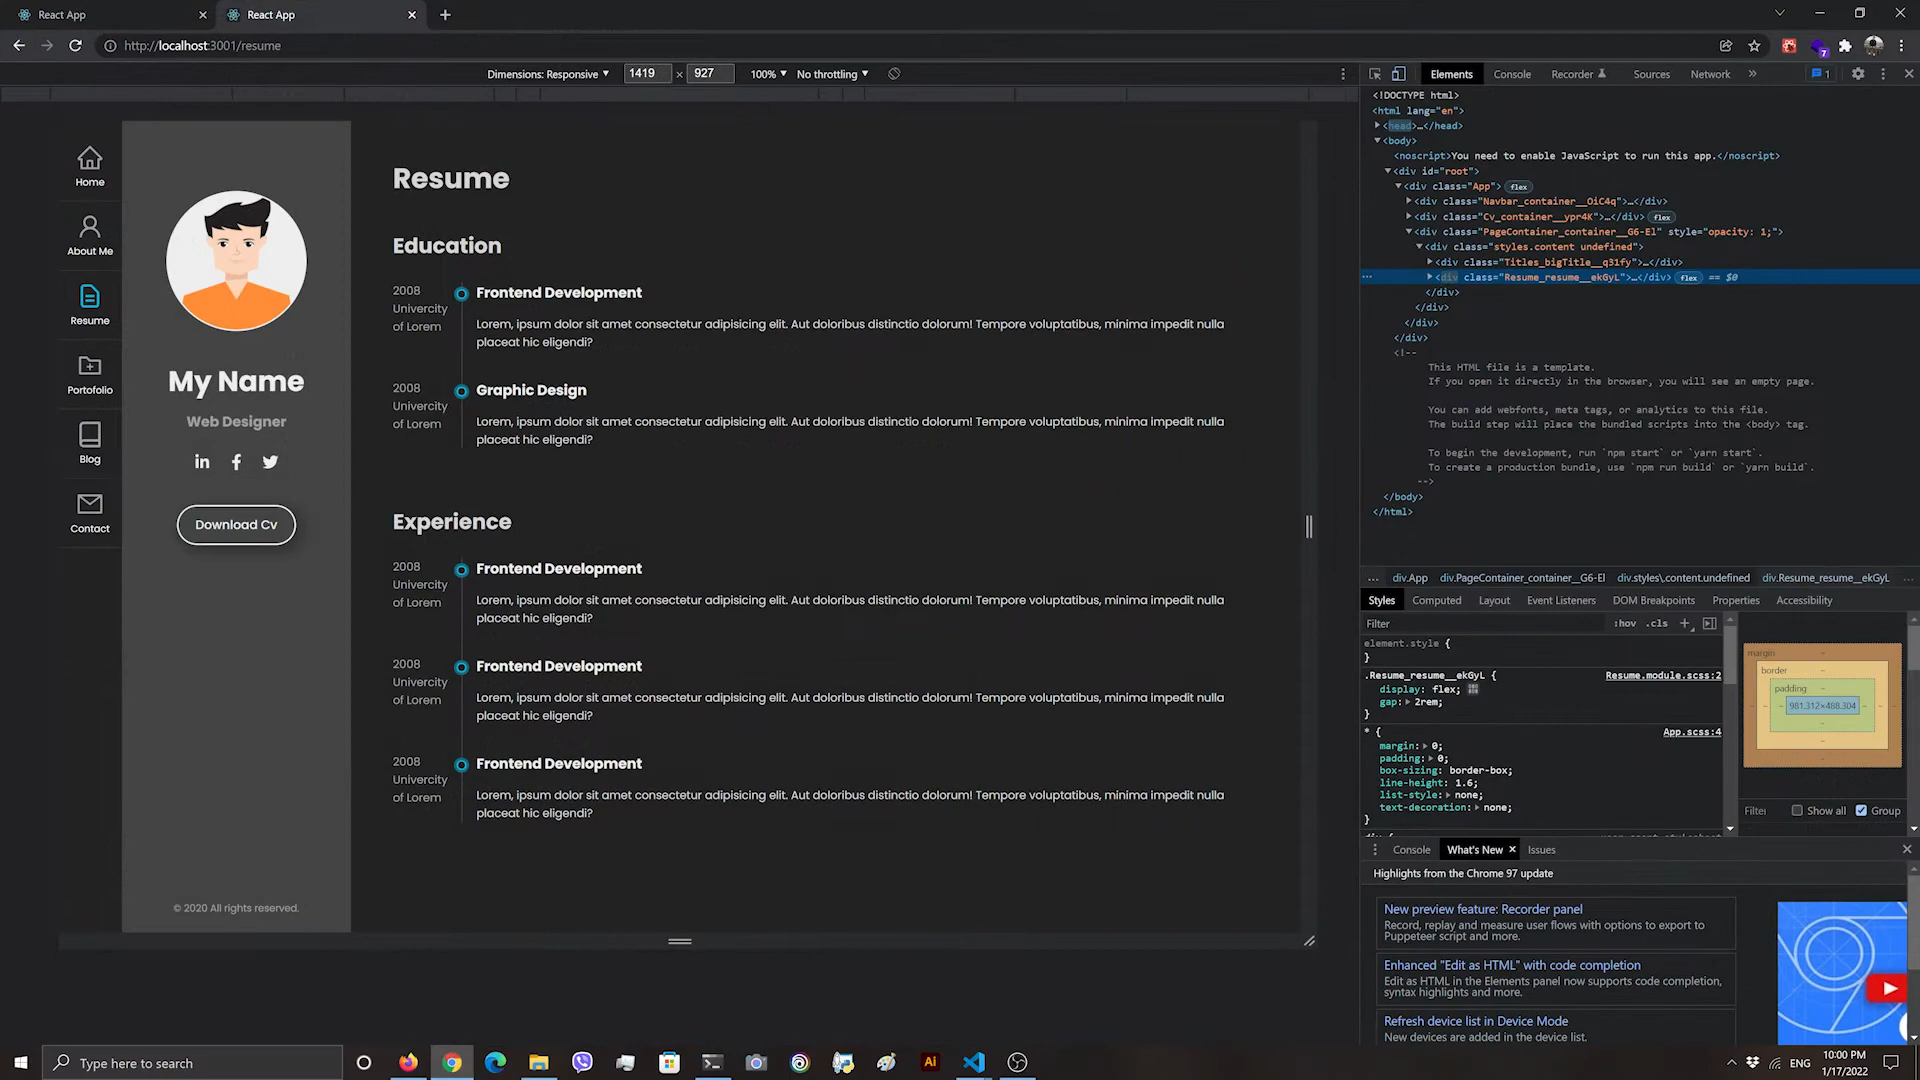 React App
React App
http://localhost:3001/resume
Dimensions: Responsive
1419 × 927
100%
No throttling
Home
About Me
Resume
Portofolio
Blog
Contact
My Name
Web Designer
Download Cv
© 2020 All rights reserved.
Resume
Education
2008
Univercity
of Lorem
Frontend Development
Lorem, ipsum dolor sit amet consectetur adipisicing elit. Aut doloribus distinctio dolorum! Tempore voluptatibus, minima impedit nulla
placeat hic eligendi?
2008
Univercity
of Lorem
Graphic Design
Lorem, ipsum dolor sit amet consectetur adipisicing elit. Aut doloribus distinctio dolorum! Tempore voluptatibus, minima impedit nulla
placeat hic eligendi?
Experience
2008
Univercity
of Lorem
Frontend Development
Lorem, ipsum dolor sit amet consectetur adipisicing elit. Aut doloribus distinctio dolorum! Tempore voluptatibus, minima impedit nulla
placeat hic eligendi?
2008
Univercity
of Lorem
Frontend Development
Lorem, ipsum dolor sit amet consectetur adipisicing elit. Aut doloribus distinctio dolorum! Tempore voluptatibus, minima impedit nulla
placeat hic eligendi?
2008
Univercity
of Lorem
Frontend Development
Lorem, ipsum dolor sit amet consectetur adipisicing elit. Aut doloribus distinctio dolorum! Tempore voluptatibus, minima impedit nulla
placeat hic eligendi?
Elements Console Recorder Sources Network » 1
<!DOCTYPE html>
<html lang="en">
<head>…</head>
<body>
<noscript>You need to enable JavaScript to run this app.</noscript>
<div id="root">
<div class="App"> flex
<div class="Navbar_container__OiC4q">…</div>
<div class="Cv_container__ypr4K">…</div> flex
<div class="PageContainer_container__G6-El" style="opacity: 1;">
<div class="styles.content undefined">
<div class="Titles_bigTitle__q31fy">…</div>
<div class="Resume_resume__ekGyL">…</div> flex == $0
</div>
</div>
</div>
</div>
<!--
This HTML file is a template.
If you open it directly in the browser, you will see an empty page.
You can add webfonts, meta tags, or analytics to this file.
The build step will place the bundled scripts into the <body> tag.
To begin the development, run `npm start` or `yarn start`.
To create a production bundle, use `npm run build` or `yarn build`.
-->
</body>
</html>
... div.App div.PageContainer_container__G6-El div.styles\.content.undefined div.Resume_resume__ekGyL ...
Styles Computed Layout Event Listeners DOM Breakpoints Properties Accessibility
Filter :hov .cls +
element.style {
}
.Resume_resume__ekGyL { Resume.module.scss:2
display: flex;
gap: 2rem;
}
* { App.scss:4
margin: 0;
padding: 0;
box-sizing: border-box;
line-height: 1.6;
list-style: none;
text-decoration: none;
}
margin –
border –
padding –
981.312×488.304
Filter Show all Group
Console What's New Issues
Highlights from the Chrome 97 update
New preview feature: Recorder panel
Record, replay and measure user flows with options to export to
Puppeteer script and more.
Enhanced "Edit as HTML" with code completion
Edit as HTML in the Elements panel now supports code completion,
syntax highlights and more.
Refresh device list in Device Mode
New devices are added in the device list.
Type here to search
Ai
ENG
10:00 PM
1/17/2022
7